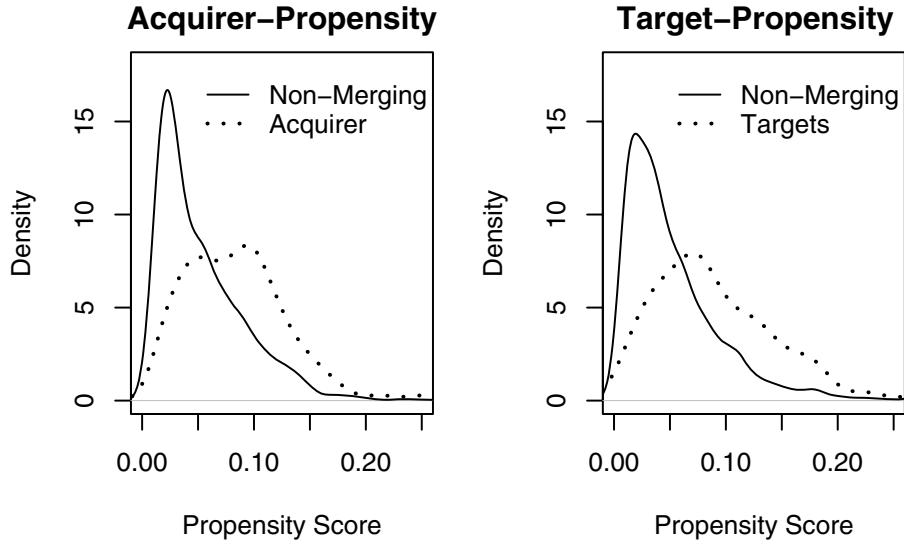 Acquirer−Propensity
Non−Merging
Acquirer
Density
0
5
10
15
0.00
0.10
0.20
Propensity Score
Target−Propensity
Non−Merging
Targets
Density
0
5
10
15
0.00
0.10
0.20
Propensity Score